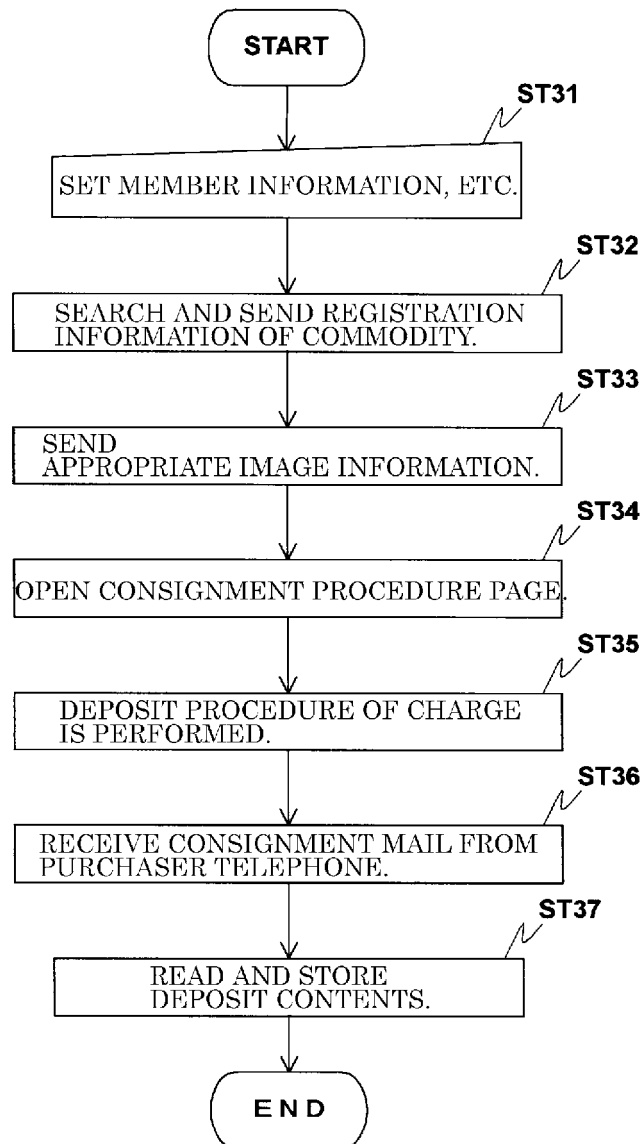 START
ST31
SET MEMBER INFORMATION, ETC.
ST32
SEARCH AND SEND REGISTRATION
INFORMATION OF COMMODITY.
ST33
SEND
APPROPRIATE IMAGE INFORMATION.
ST34
OPEN CONSIGNMENT PROCEDURE PAGE.
ST35
DEPOSIT PROCEDURE OF CHARGE
IS PERFORMED.
ST36
RECEIVE CONSIGNMENT MAIL FROM
PURCHASER TELEPHONE.
ST37
READ AND STORE
DEPOSIT CONTENTS.
END